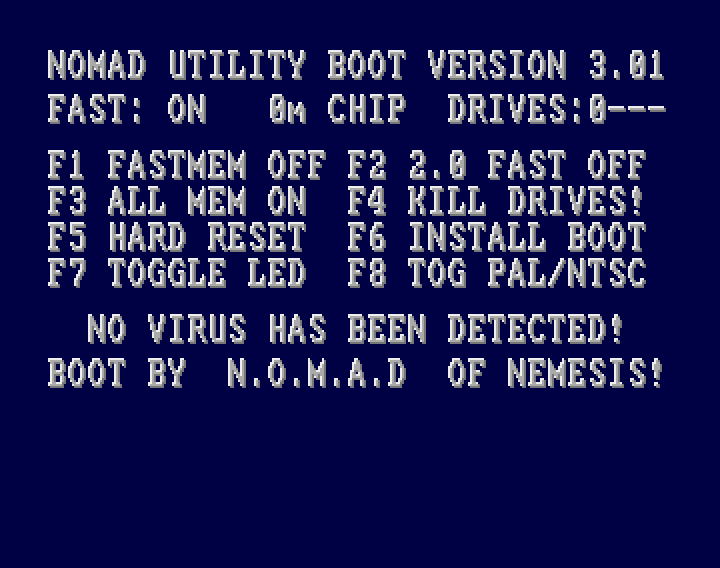 NOMAD UTILITY BOOT VERSION 3.01
FAST: ON   0m CHIP  DRIVES:0---
F1 FASTMEM OFF F2 2.0 FAST OFF
F3 ALL MEM ON  F4 KILL DRIVES!
F5 HARD RESET  F6 INSTALL BOOT
F7 TOGGLE LED  F8 TOG PAL/NTSC
NO VIRUS HAS BEEN DETECTED!
BOOT BY  N.O.M.A.D  OF NEMESIS!